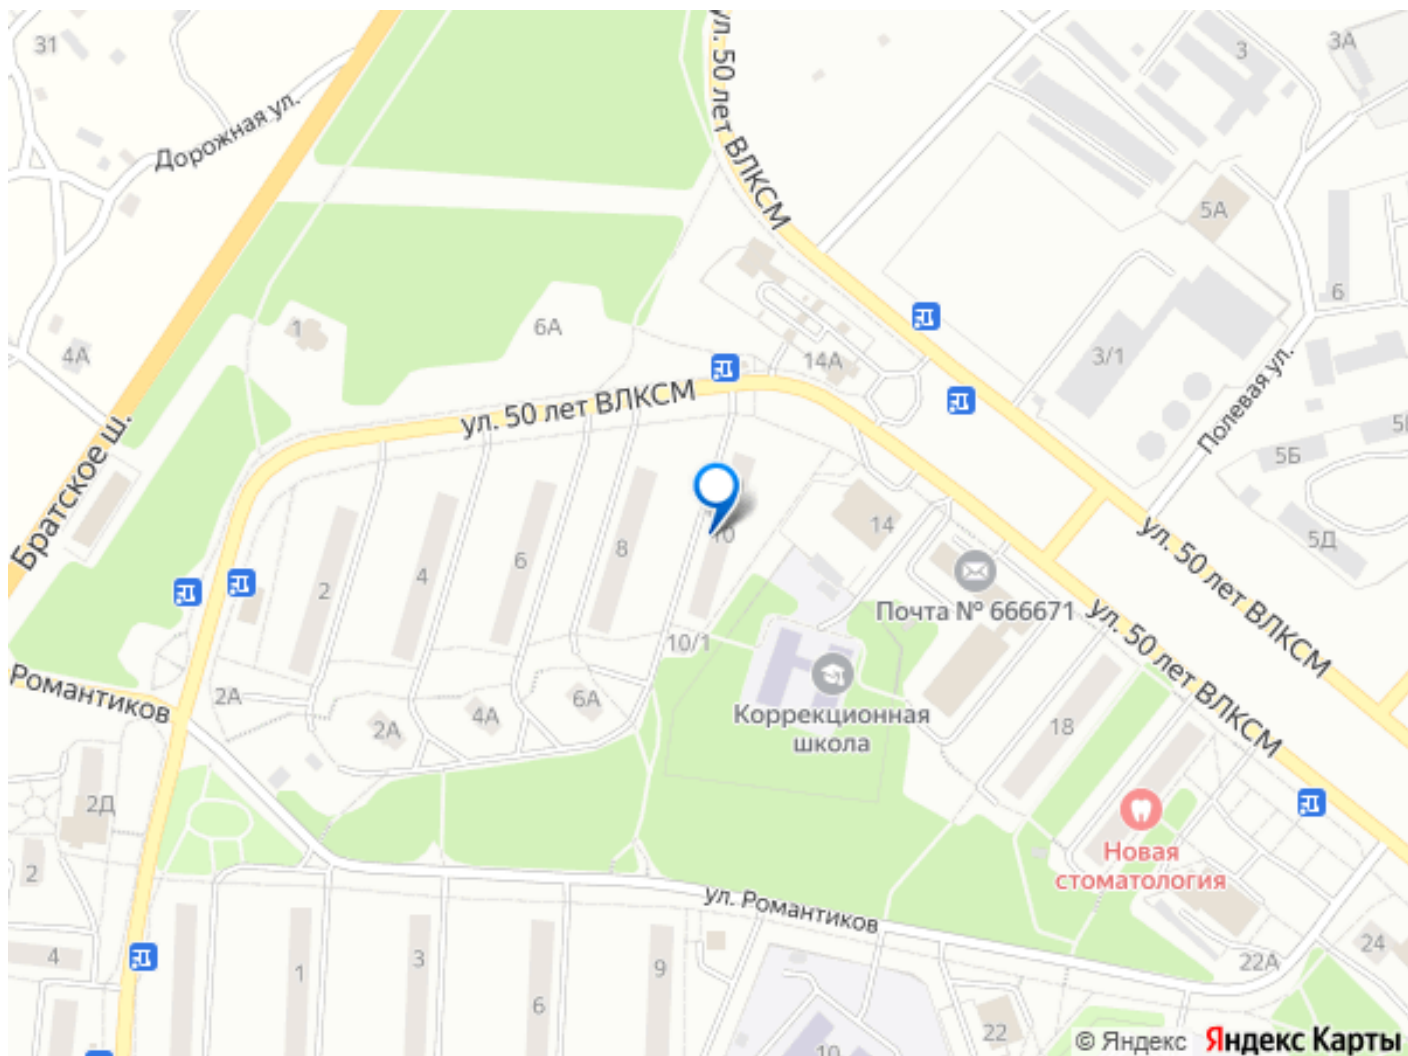 31
Дорожная ул.
ул. 50 лет ВЛКСМ
3
3А
5А
6
4А
1
6А
14А
3/1
Полевая ул.
ул. 50 лет ВЛКСМ
Братское ш.
5Б
5Д
2
4
6
8
10
14
Почта № 666671
ул. 50 лет ВЛКСМ
ул. 50 лет ВЛКСМ
10/1
Романтиков
2А
2А
4А
6А
Коррекционная
школа
18
2Д
2
Новая
стоматология
ул. Романтиков
4
1
3
6
9
10
22
22А
24
© Яндекс
Яндекс Карты